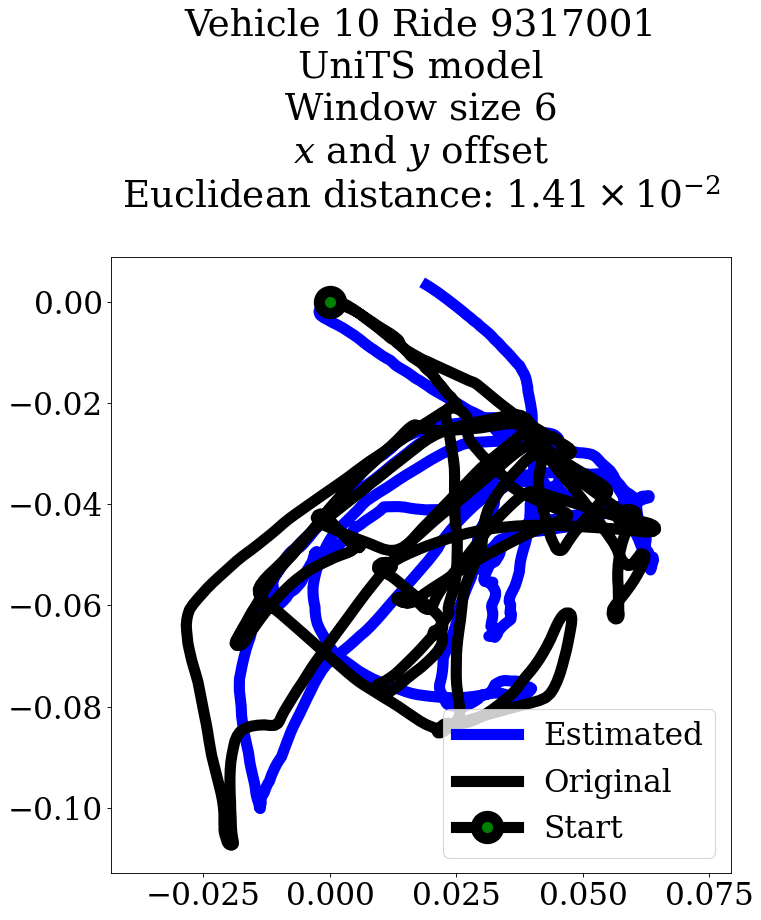 Vehicle 10 Ride 9317001
UniTS model
Window size 6
x and y offset
Euclidean distance: 1.41 × 10⁻²
0.00
−0.02
−0.04
−0.06
−0.08
−0.10
Estimated
Original
Start
−0.025 0.000 0.025 0.050 0.075